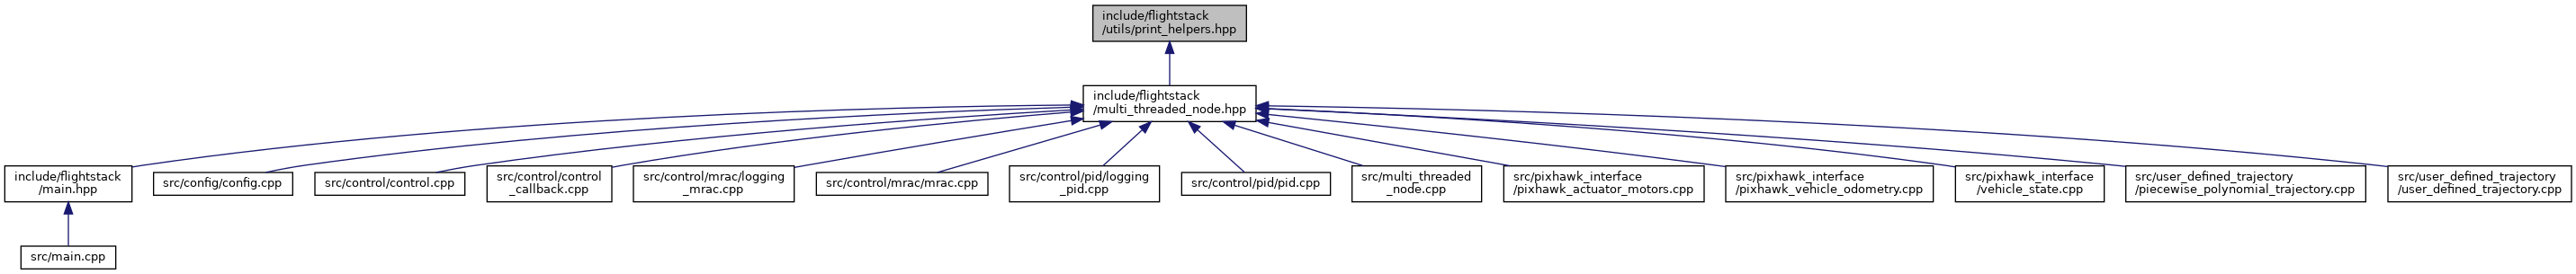 include/flightstack
/utils/print_helpers.hpp
include/flightstack
/multi_threaded_node.hpp
include/flightstack
/main.hpp
src/config/config.cpp
src/control/control.cpp
src/control/control
_callback.cpp
src/control/mrac/logging
_mrac.cpp
src/control/mrac/mrac.cpp
src/control/pid/logging
_pid.cpp
src/control/pid/pid.cpp
src/multi_threaded
_node.cpp
src/pixhawk_interface
/pixhawk_actuator_motors.cpp
src/pixhawk_interface
/pixhawk_vehicle_odometry.cpp
src/pixhawk_interface
/vehicle_state.cpp
src/user_defined_trajectory
/piecewise_polynomial_trajectory.cpp
src/user_defined_trajectory
/user_defined_trajectory.cpp
src/main.cpp